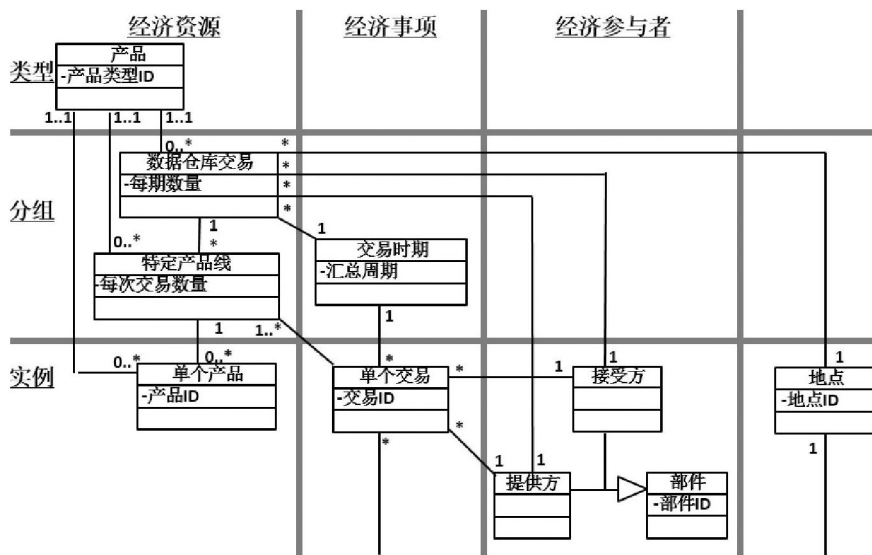 经济资源 经济事项 经济参与者
产品
类型 -产品类型ID
1..1 1..1 1..1
0..* *
数据仓库交易 *
-每期数量 *
*
分组
1 1
0..* * 交易时期
特定产品线 -汇总周期
-每次交易数量
1 1..* 1
0..* 0..* * * 1 1 1
实例 单个产品 单个交易 接受方 地点
-产品ID -交易ID -地点ID
* * 1 1 1
提供方 部件
-部件ID